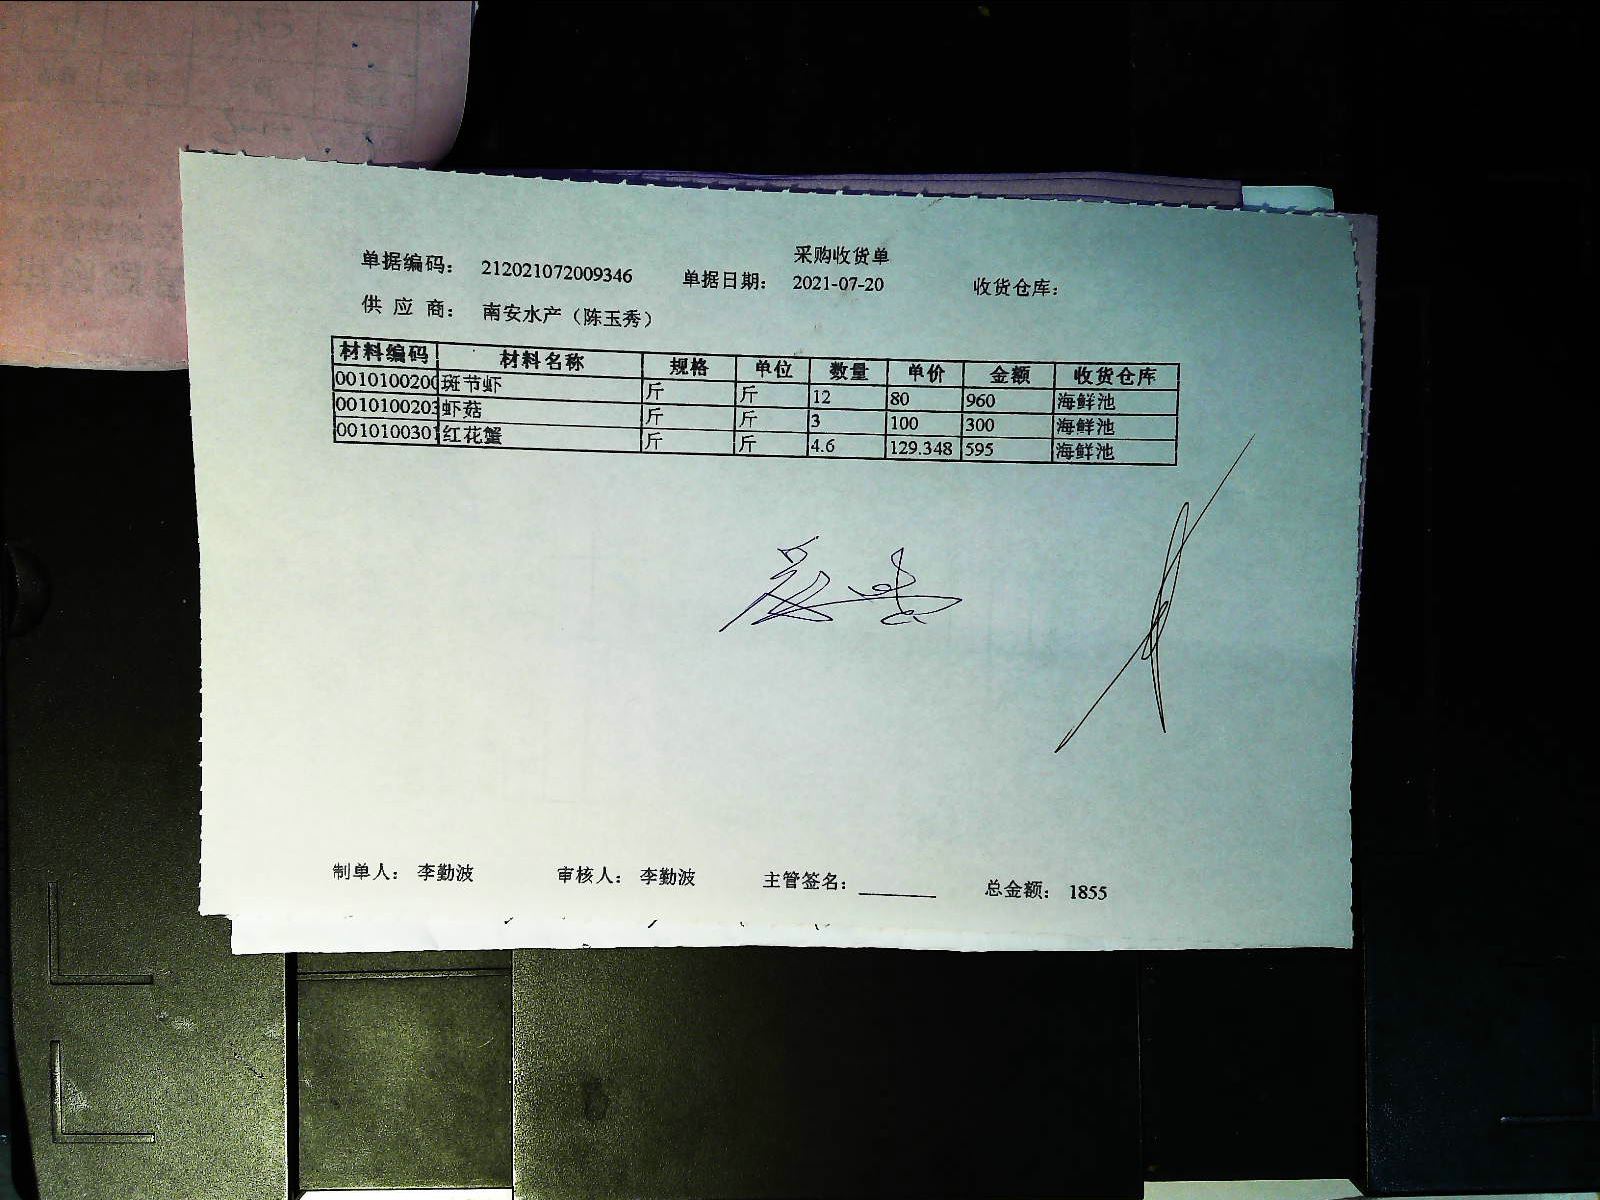 采购收货单
单据编码: 212021072009346 单据日期: 2021-07-20 收货仓库:
供应商: 南安水产（陈玉秀）
材料编码 材料名称 规格 单位 数量 单价 金额 收货仓库
0010100200 斑节虾 斤 斤 12 80 960 海鲜池
0010100203 虾菇 斤 斤 3 100 300 海鲜池
0010100301 红花蟹 斤 斤 4.6 129.348 595 海鲜池
制单人: 李勤波 审核人: 李勤波 主管签名: 总金额: 1855